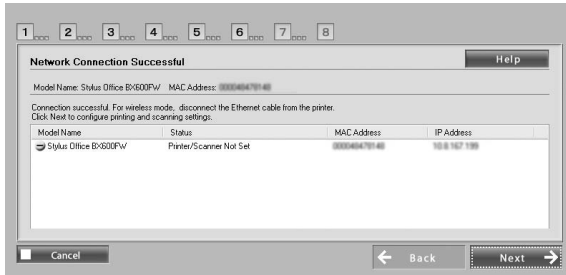 1 2 3 4 5 6 7 8
Network Connection Successful
Help
Model Name: Stylus Office BX600FW MAC Address:
Connection successful. For wireless mode, disconnect the Ethernet cable from the printer.
Click Next to configure printing and scanning settings.
Model Name Status MAC Address IP Address
Stylus Office BX600FW Printer/Scanner Not Set
Cancel Back Next